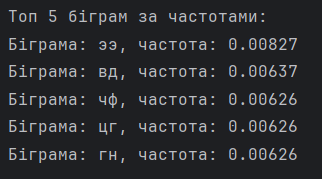 Топ 5 біграм за частотами:
Біграма: ээ, частота: 0.00827
Біграма: вд, частота: 0.00637
Біграма: чф, частота: 0.00626
Біграма: цг, частота: 0.00626
Біграма: гн, частота: 0.00626